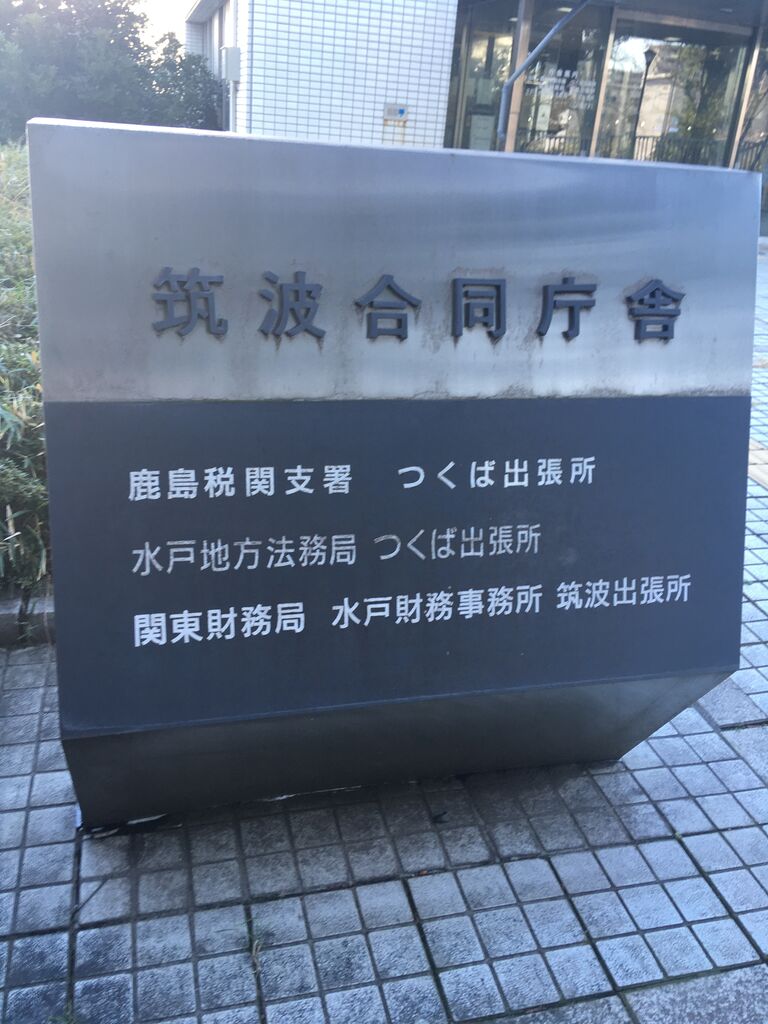 筑波合同庁舎
鹿島税関支署　つくば出張所
水戸地方法務局 つくば出張所
関東財務局　水戸財務事務所 筑波出張所